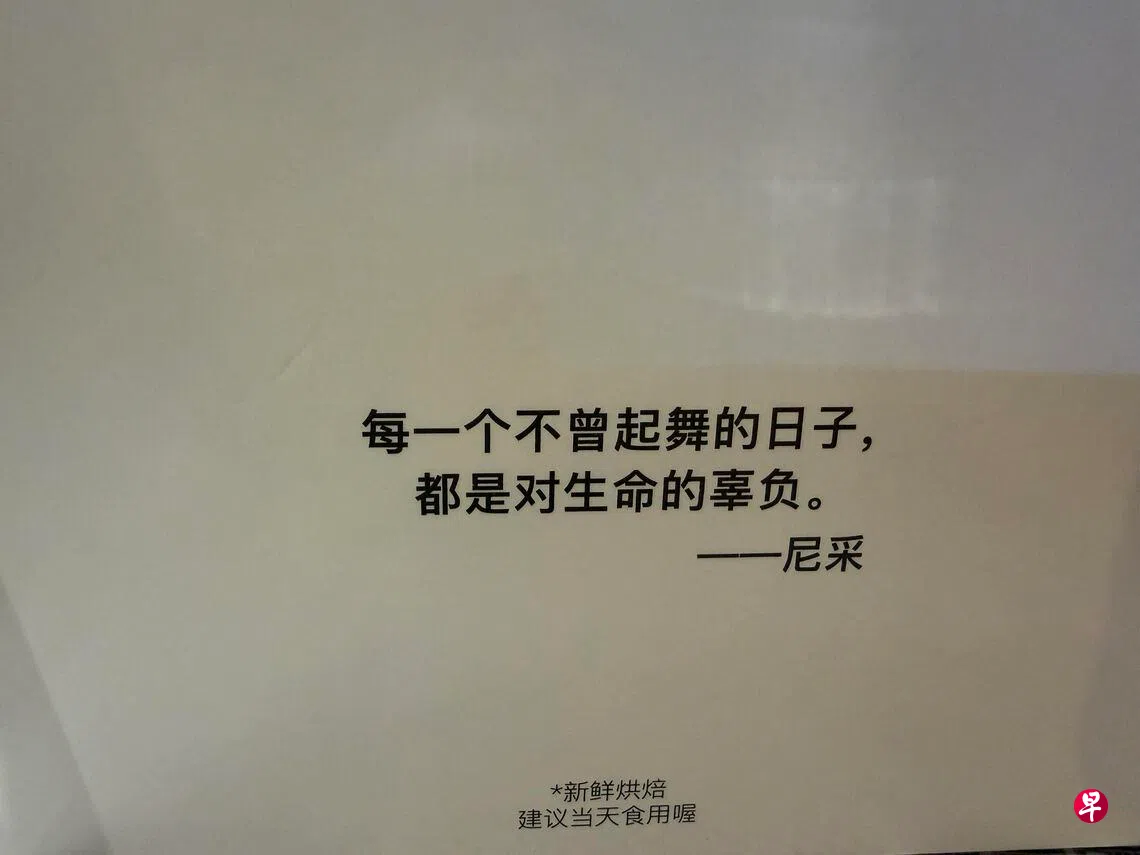 每一个不曾起舞的日子，
都是对生命的辜负。
——尼采
*新鲜烘焙
建议当天食用喔
早